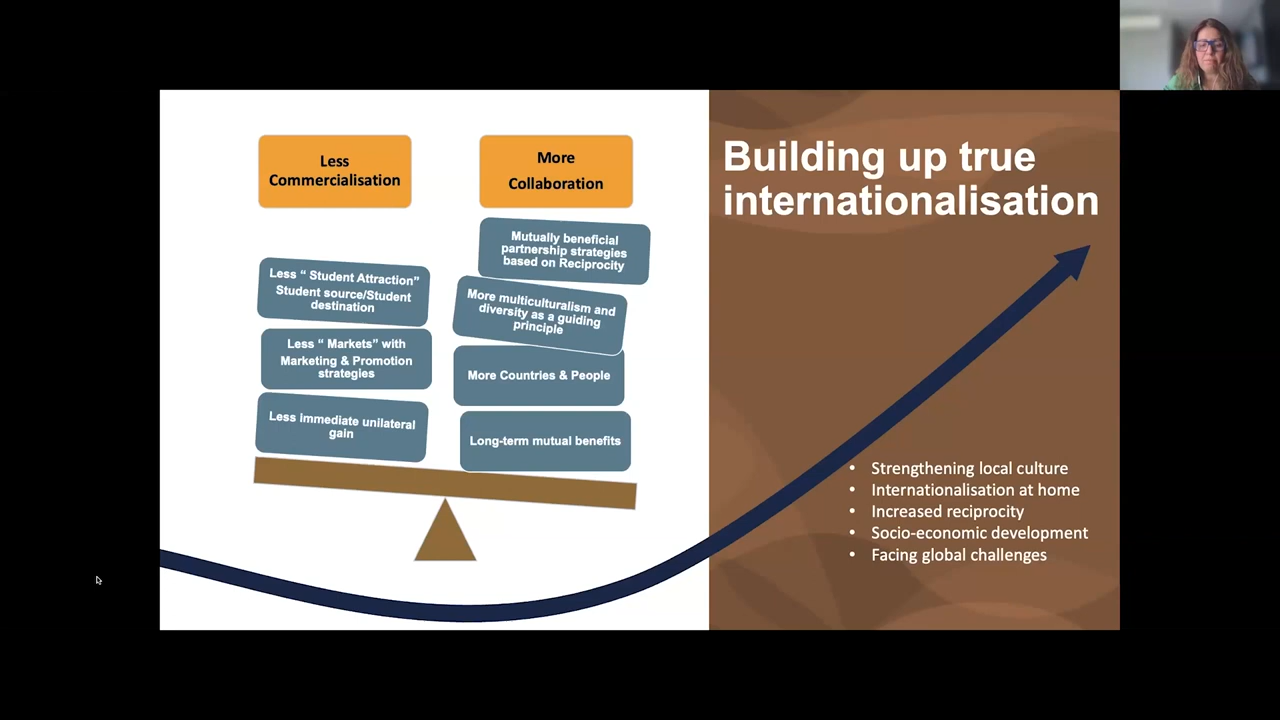 Less
Commercialisation
More
Collaboration
Mutually beneficial
partnership strategies
based on Reciprocity
Less “ Student Attraction”
Student source/Student
destination
More multiculturalism and
diversity as a guiding
principle
Less “ Markets” with
Marketing & Promotion
strategies
More Countries & People
Less immediate unilateral
gain
Long-term mutual benefits
Building up true
internationalisation
• Strengthening local culture
• Internationalisation at home
• Increased reciprocity
• Socio-economic development
• Facing global challenges